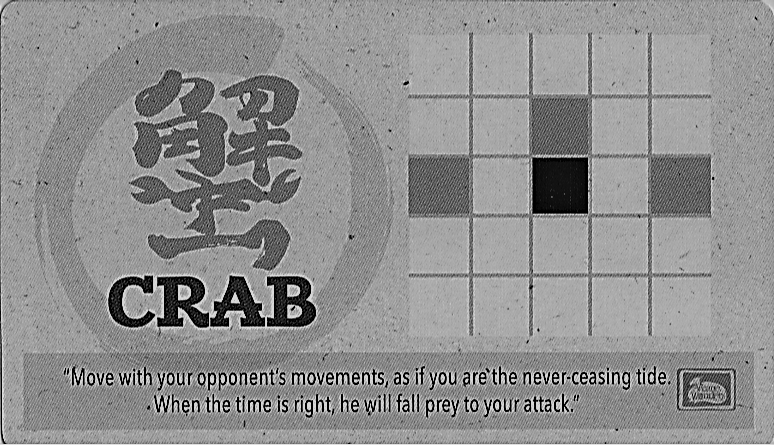 蟹
CRAB
“Move with your opponent’s movements, as if you are the never-ceasing tide.
When the time is right, he will fall prey to your attack.”